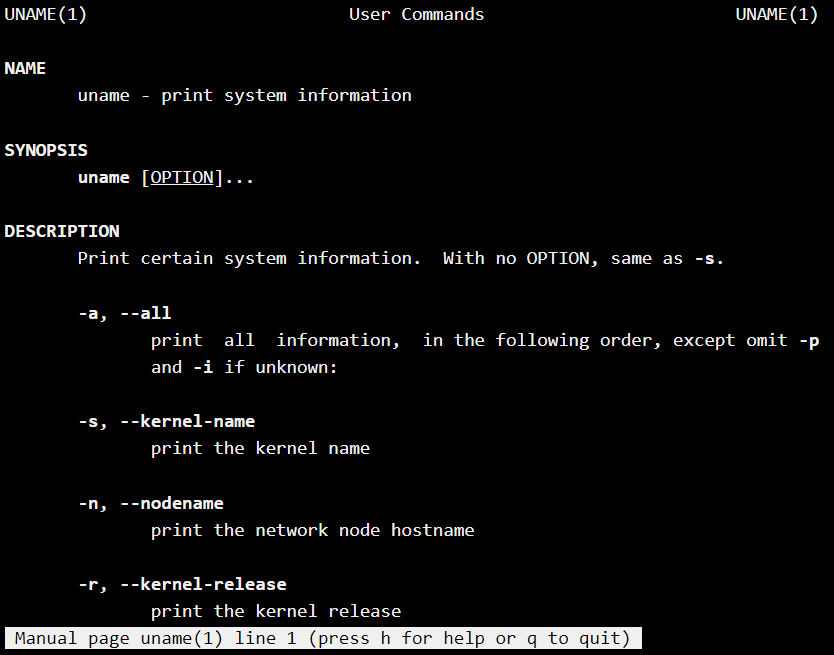 UNAME(1) User Commands UNAME(1)
NAME
uname - print system information
SYNOPSIS
uname [OPTION]...
DESCRIPTION
Print certain system information.  With no OPTION, same as -s.
-a, --all
print  all  information,  in the following order, except omit -p
and -i if unknown:
-s, --kernel-name
print the kernel name
-n, --nodename
print the network node hostname
-r, --kernel-release
print the kernel release
Manual page uname(1) line 1 (press h for help or q to quit)